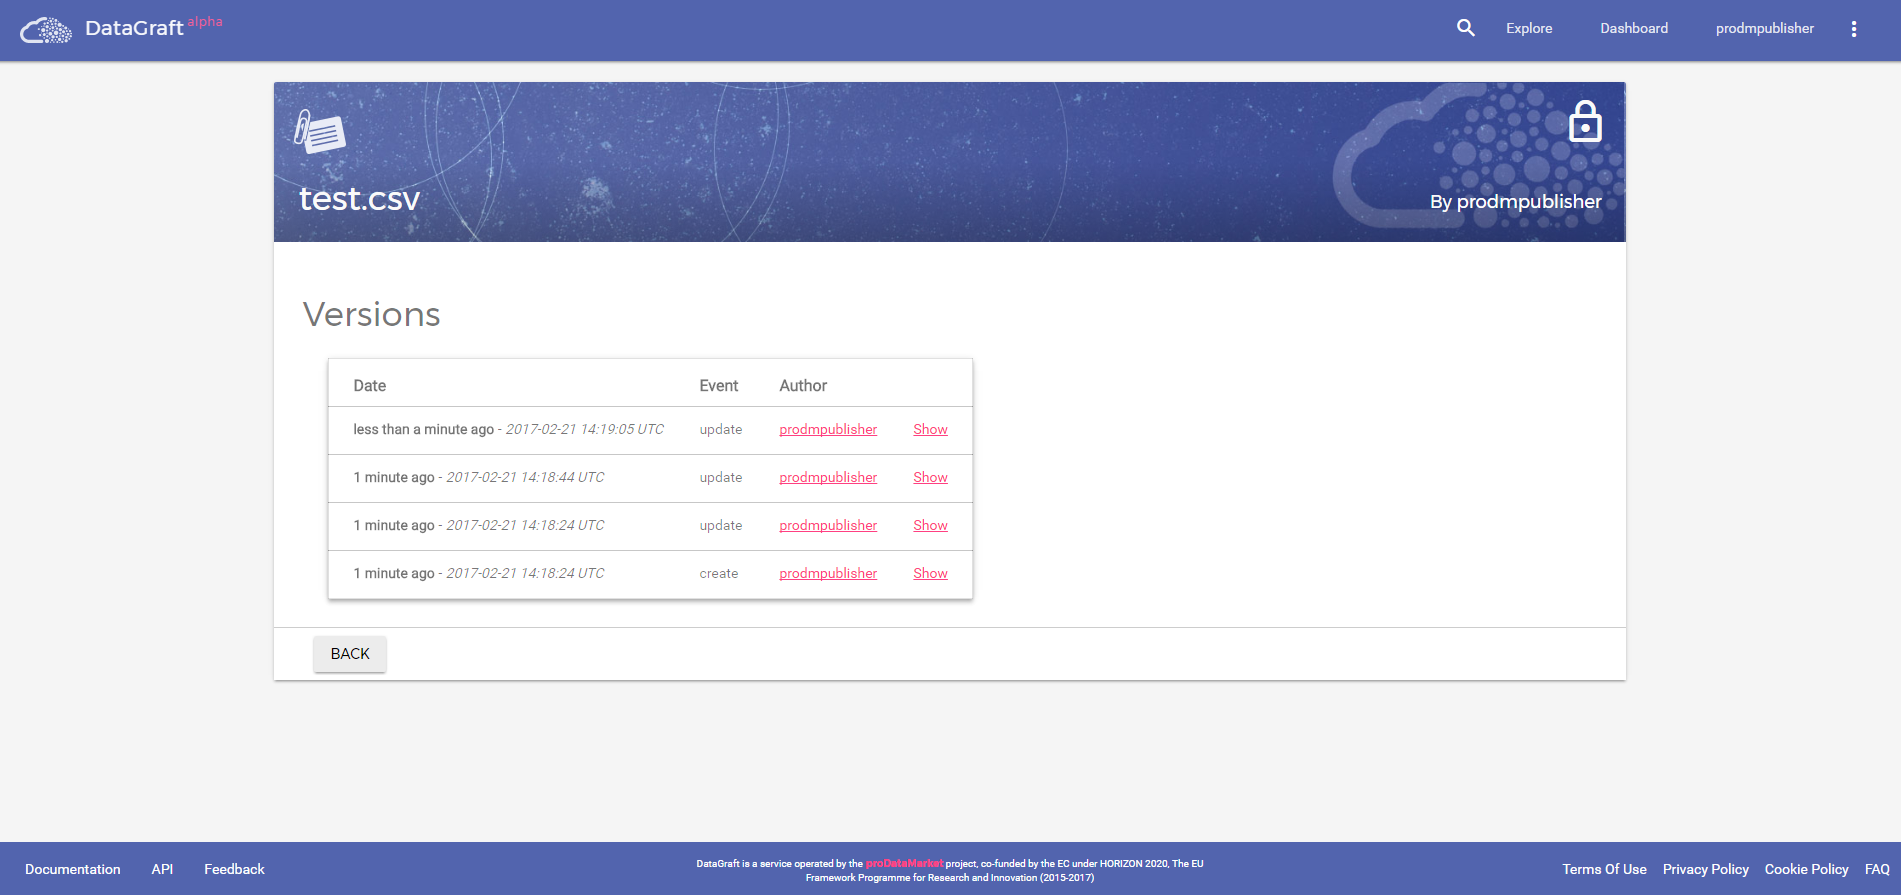 DataGraft alpha
Explore Dashboard prodmpublisher
test.csv
By prodmpublisher
Versions
Date Event Author
less than a minute ago - 2017-02-21 14:19:05 UTC update prodmpublisher Show
1 minute ago - 2017-02-21 14:18:44 UTC update prodmpublisher Show
1 minute ago - 2017-02-21 14:18:24 UTC update prodmpublisher Show
1 minute ago - 2017-02-21 14:18:24 UTC create prodmpublisher Show
BACK
Documentation API Feedback
DataGraft is a service operated by the proDataMarket project, co-funded by the EC under HORIZON 2020, The EU
Framework Programme for Research and Innovation (2015-2017)
Terms Of Use Privacy Policy Cookie Policy FAQ